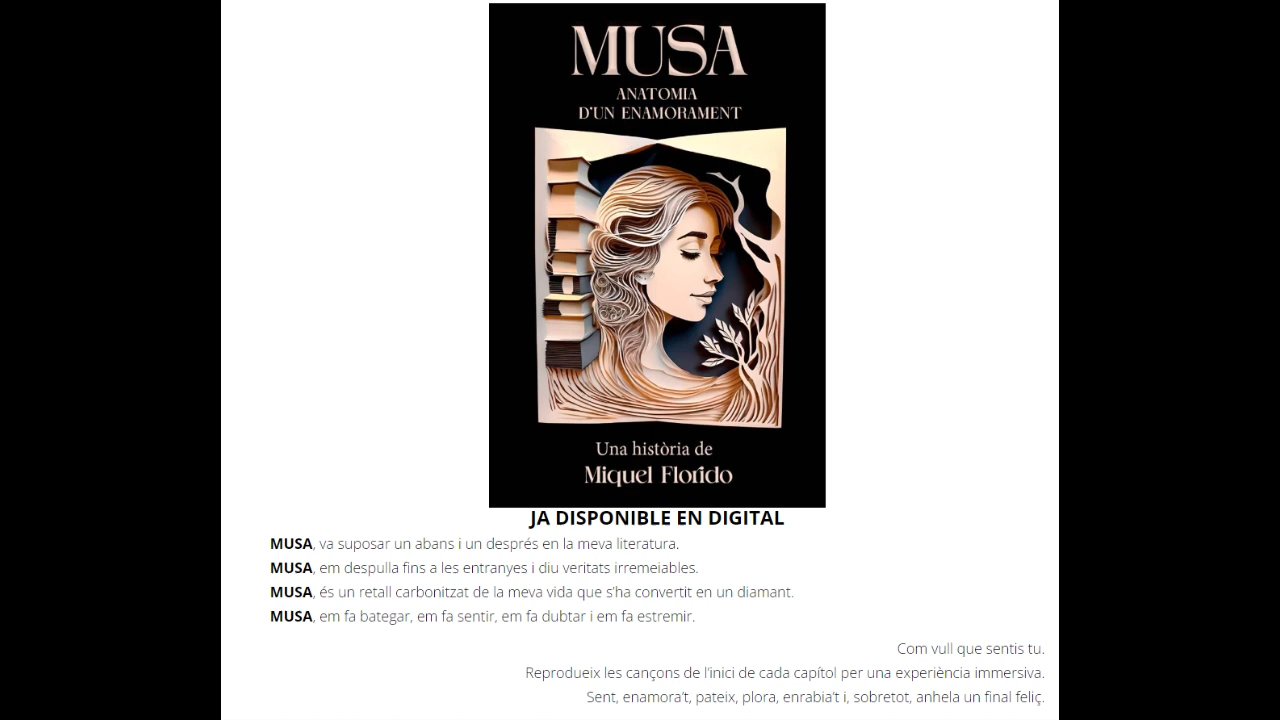 MUSA
ANATOMIA
D'UN ENAMORAMENT
Una història de
Miquel Florido
JA DISPONIBLE EN DIGITAL
MUSA, va suposar un abans i un després en la meva literatura.
MUSA, em despulla fins a les entranyes i diu veritats irremeiables.
MUSA, és un retall carbonitzat de la meva vida que s’ha convertit en un diamant.
MUSA, em fa bategar, em fa sentir, em fa dubtar i em fa estremir.
Com vull que sentis tu.
Reprodueix les cançons de l’inici de cada capítol per una experiència immersiva.
Sent, enamora’t, pateix, plora, enrabia’t i, sobretot, anhela un final feliç.